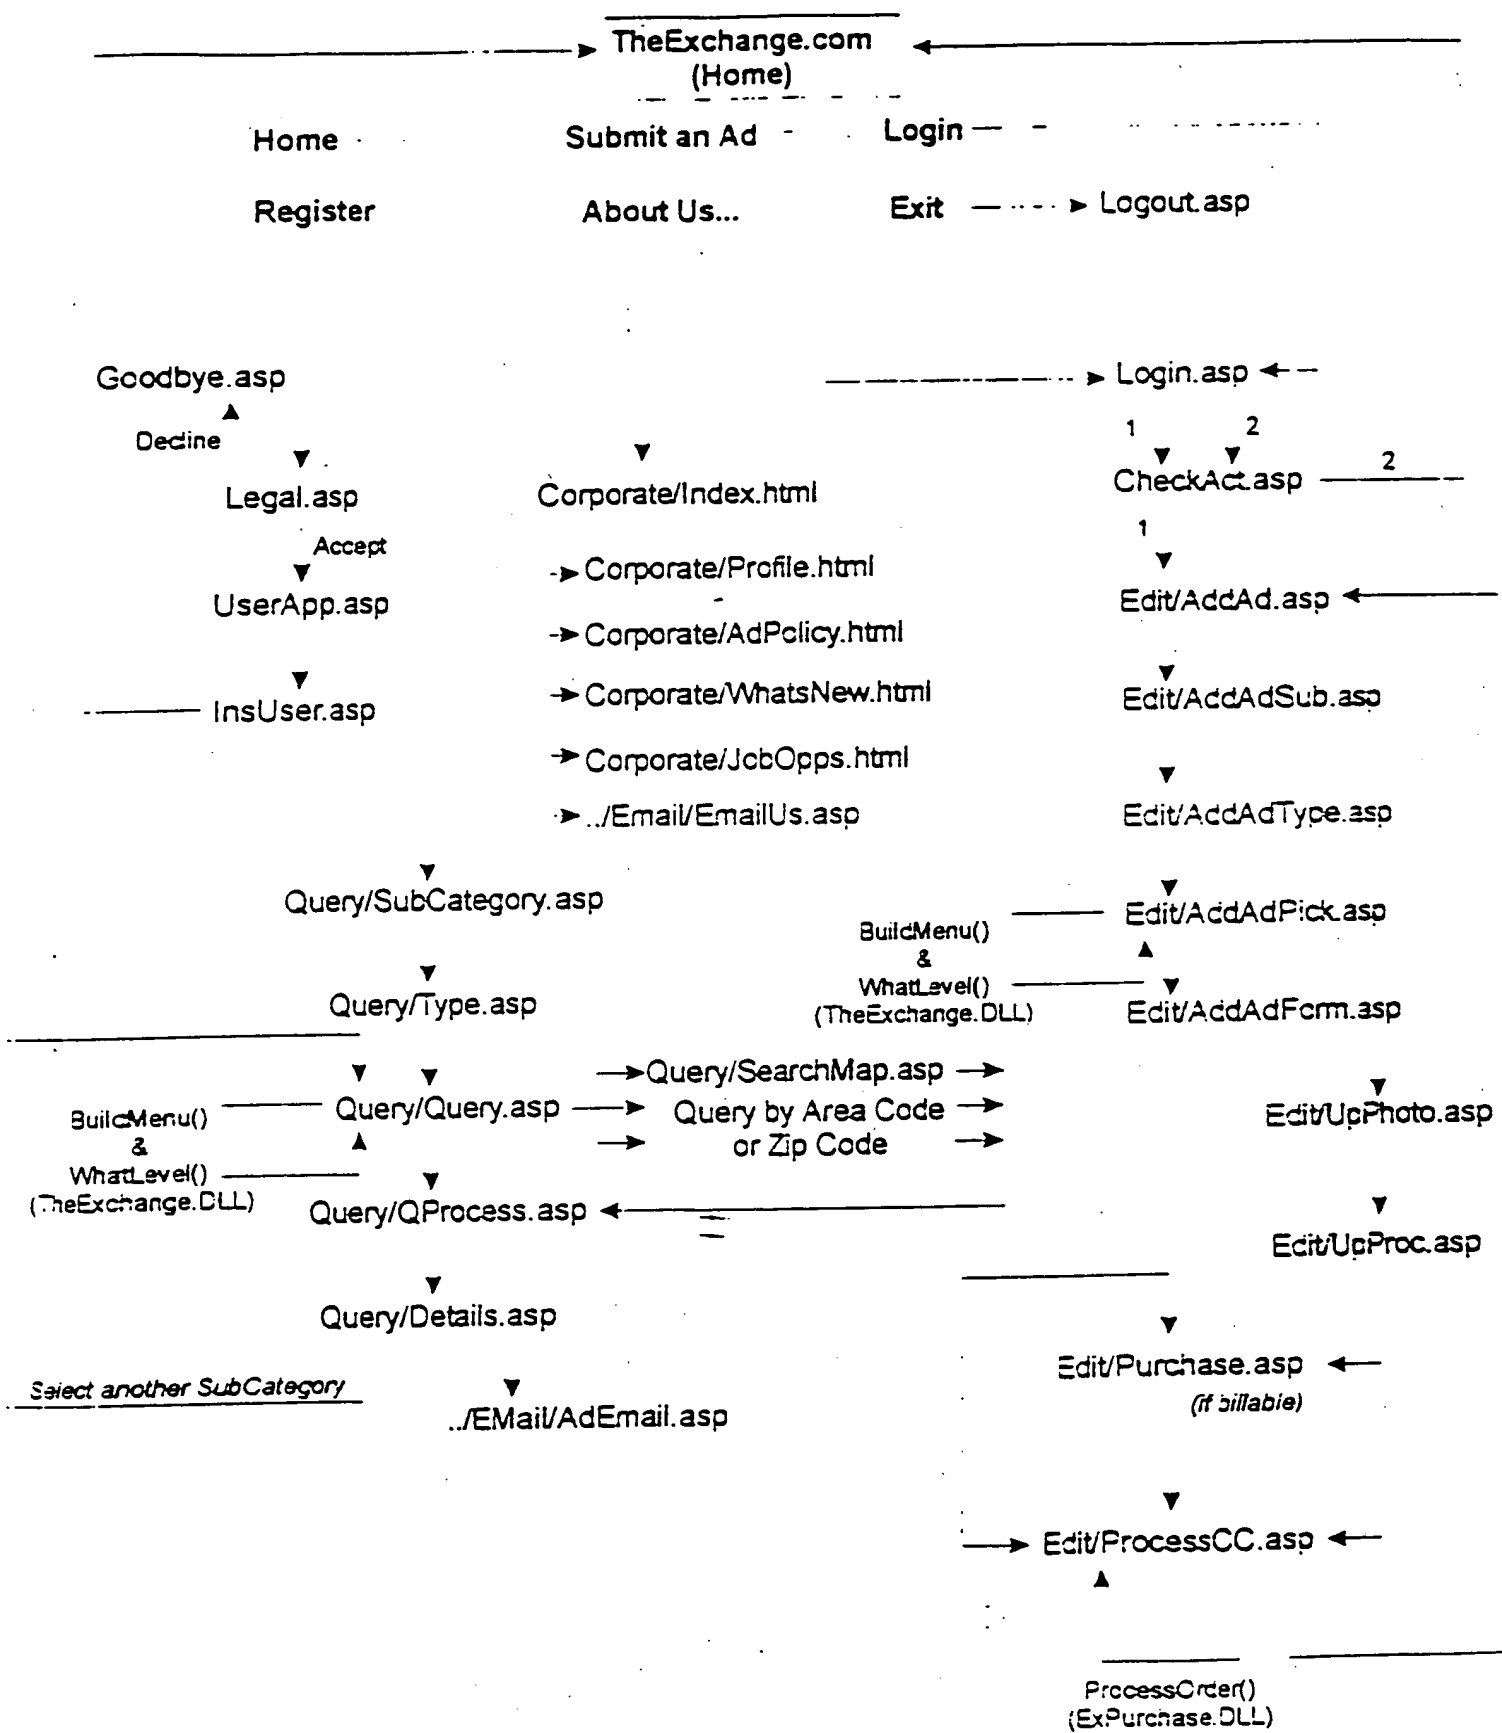 TheExchange.com
(Home)
Home
Submit an Ad
Login
Register
About Us...
Exit
Logout.asp
Goodbye.asp
Login.asp
Decline
1
2
Legal.asp
Corporate/Index.html
CheckAct.asp
2
Accept
1
Corporate/Profile.html
UserApp.asp
Edit/AddAd.asp
Corporate/AdPolicy.html
Corporate/WhatsNew.html
Edit/AddAdSub.asp
InsUser.asp
Corporate/JobOpps.html
../Email/EmailUs.asp
Edit/AddAdType.asp
Query/SubCategory.asp
Edit/AddAdPick.asp
BuildMenu()
&
WhatLevel()
(TheExchange.DLL)
Query/Type.asp
Edit/AddAdForm.asp
Query/SearchMap.asp
Query/Query.asp
Query by Area Code
or Zip Code
Edit/UpPhoto.asp
BuildMenu()
&
WhatLevel()
(TheExchange.DLL)
Query/QProcess.asp
Edit/UpProc.asp
Query/Details.asp
Edit/Purchase.asp
(if billable)
Select another SubCategory
../EMail/AdEmail.asp
Edit/ProcessCC.asp
ProcessOrder()
(ExPurchase.DLL)